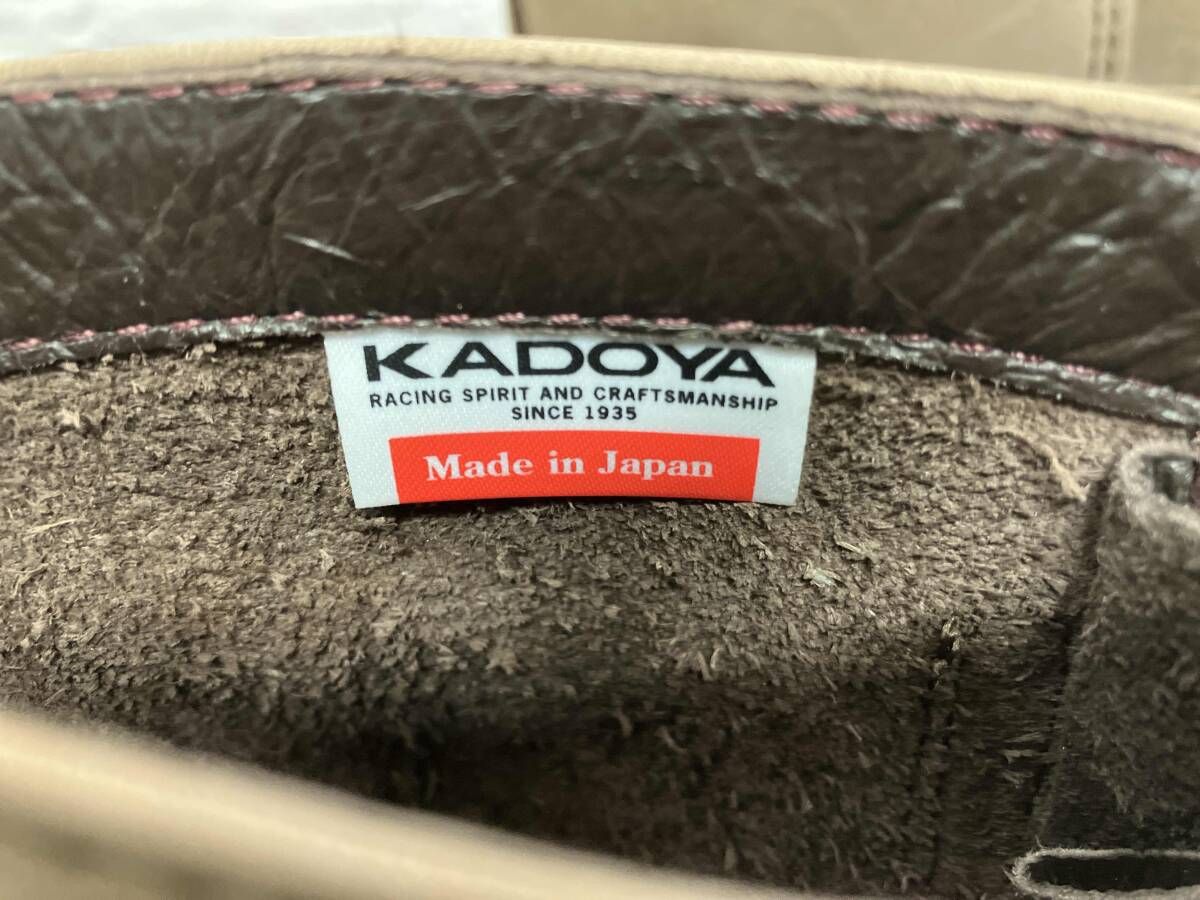 KADOYA
RACING SPIRIT AND CRAFTSMANSHIP
SINCE 1935
Made in Japan